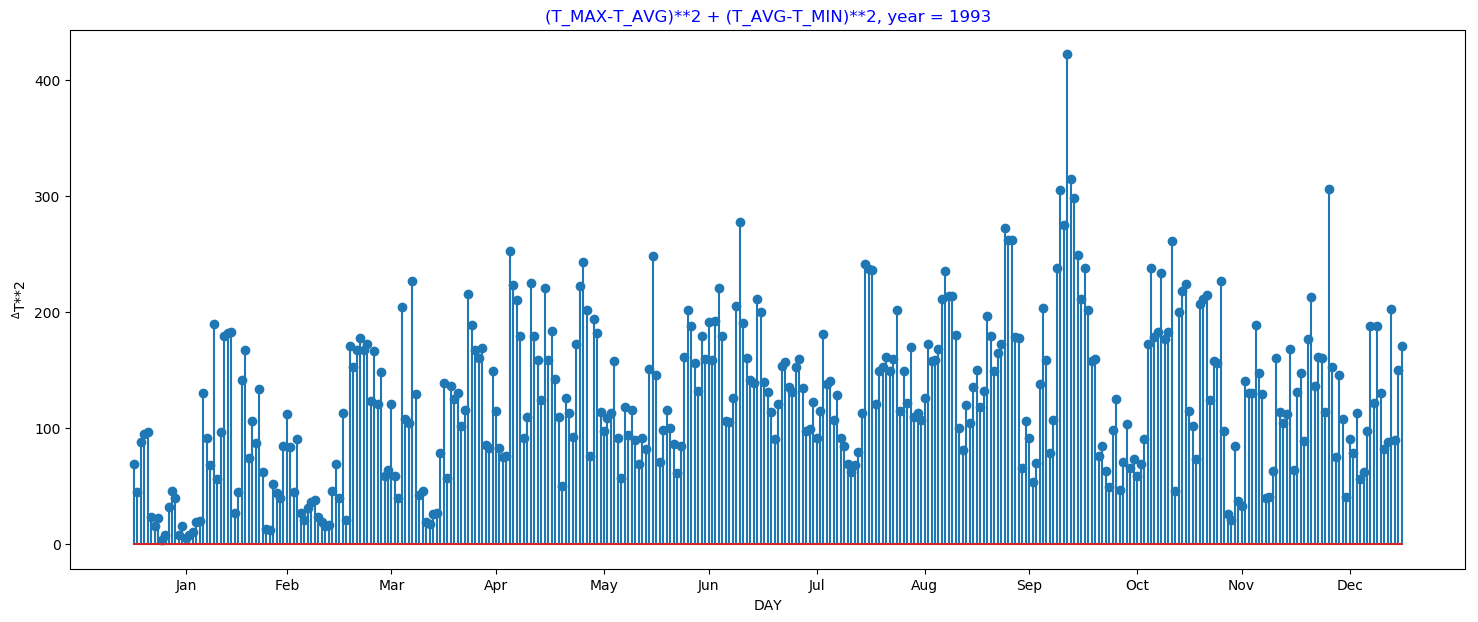 (T_MAX-T_AVG)**2 + (T_AVG-T_MIN)**2, year = 1993
400
300
200
100
0
ΔT**2
Jan Feb Mar Apr May Jun Jul Aug Sep Oct Nov Dec
DAY